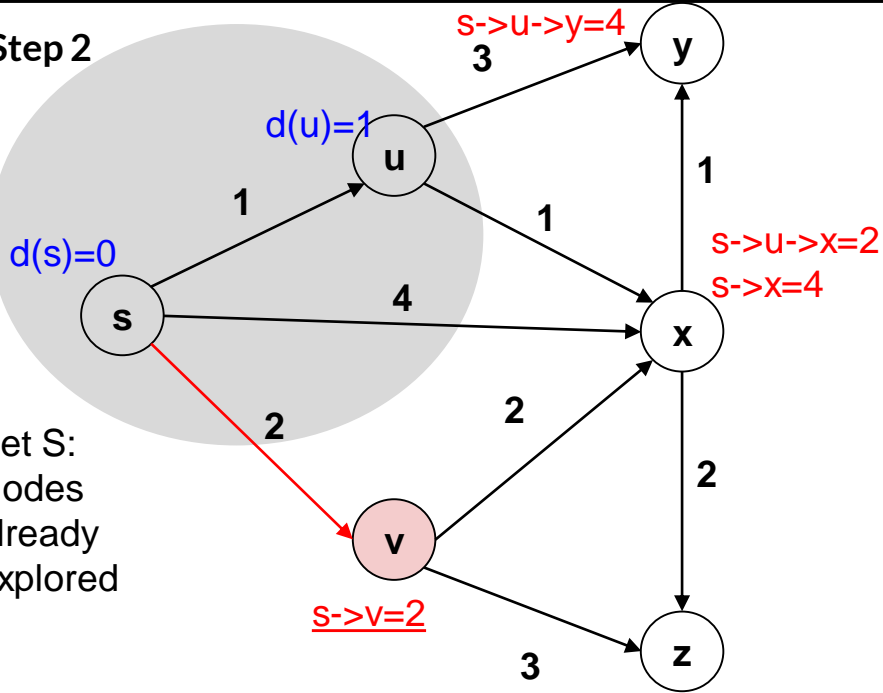 s->u->y=4
Step 2
3
y
d(u)=1
u
1
1
1
d(s)=0
s->u->x=2
s->x=4
4
s
x
2
2
et S:
odes
2
lready
v
xplored
s->v=2
3
z